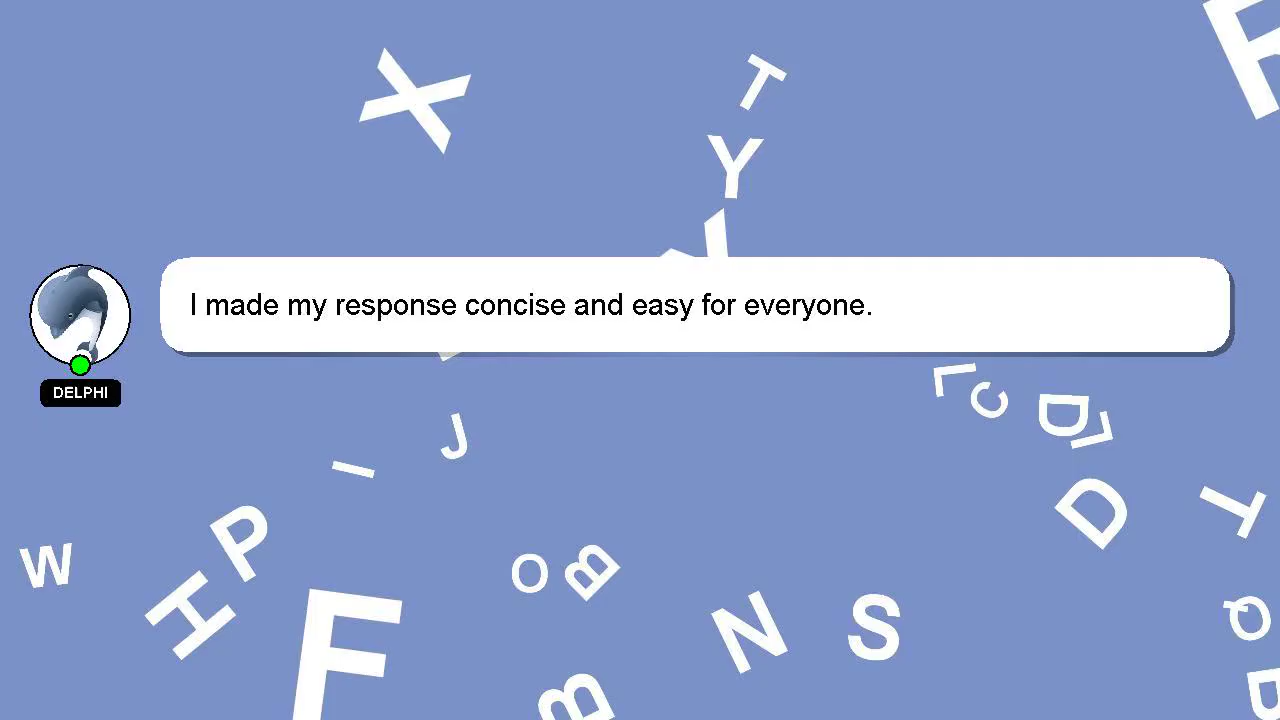 X
T
Y
I made my response concise and easy for everyone.
DELPHI
L
C
D
L
J
I
D
T
P
W
O
B
H
F
N
S
Q
B